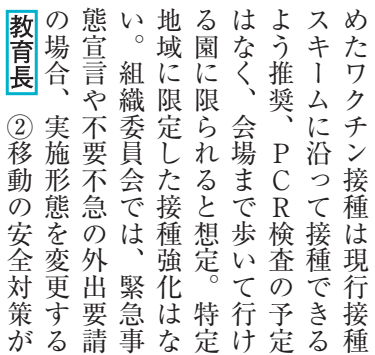 めたワクチン接種は現行接種
スキームに沿って接種できる
よう推奨、ＰＣＲ検査の予定
はなく、会場まで歩いて行け
る園に限られると想定。特定
地域に限定した接種強化はな
い。組織委員会では、緊急事
態宣言や不要不急の外出要請
の場合、実施形態を変更する
教育長　②移動の安全対策が